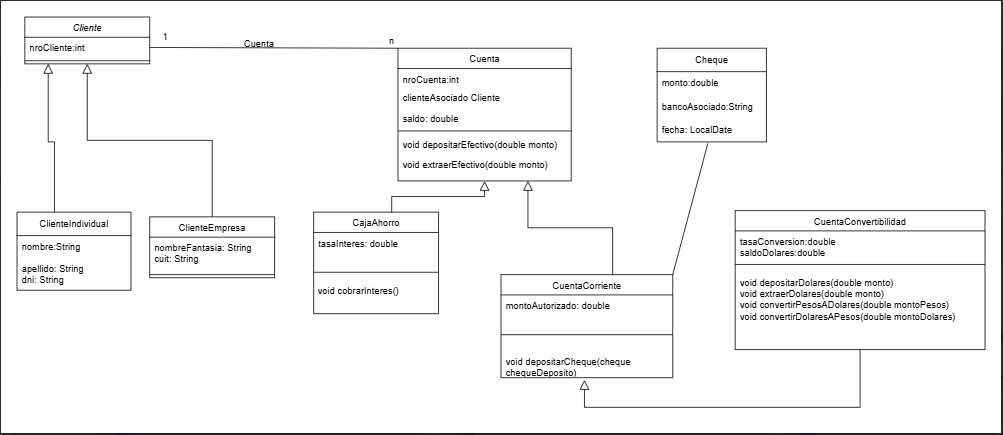 Cliente
nroCliente:int
1
Cuenta
n
Cuenta
nroCuenta:int
clienteAsociado Cliente
saldo: double
void depositarEfectivo(double monto)
void extraerEfectivo(double monto)
Cheque
monto:double
bancoAsociado:String
fecha: LocalDate
ClienteIndividual
nombre:String
apellido: String
dni: String
ClienteEmpresa
nombreFantasia: String
cuit: String
CajaAhorro
tasaInteres: double
void cobrarInteres()
CuentaCorriente
montoAutorizado: double
void depositarCheque(cheque
chequeDeposito)
CuentaConvertibilidad
tasaConversion:double
saldoDolares:double
void depositarDolares(double monto)
void extraerDolares(double monto)
void convertirPesosADolares(double montoPesos)
void convertirDolaresAPesos(double montoDolares)